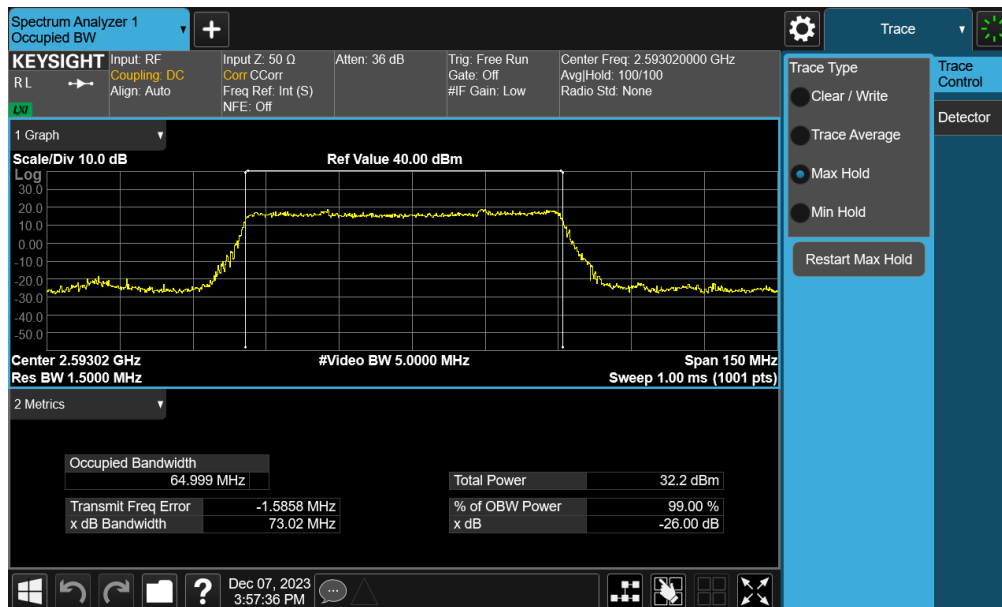 Spectrum Analyzer 1
Occupied BW
+
Trace
KEYSIGHT
RL
LXI
Input: RF
Coupling: DC
Align: Auto
Input Z: 50 Ω
Corr CCorr
Freq Ref: Int (S)
NFE: Off
Atten: 36 dB
Trig: Free Run
Gate: Off
#IF Gain: Low
Center Freq: 2.593020000 GHz
Avg|Hold: 100/100
Radio Std: None
Trace Type
Clear / Write
Trace Average
Max Hold
Min Hold
Restart Max Hold
Trace
Control
Detector
1 Graph
Scale/Div 10.0 dB
Ref Value 40.00 dBm
Log
30.0
20.0
10.0
0.00
-10.0
-20.0
-30.0
-40.0
-50.0
Center 2.59302 GHz
#Video BW 5.0000 MHz
Span 150 MHz
Res BW 1.5000 MHz
Sweep 1.00 ms (1001 pts)
2 Metrics
Occupied Bandwidth
64.999 MHz
Total Power 32.2 dBm
Transmit Freq Error -1.5858 MHz
% of OBW Power 99.00 %
x dB Bandwidth 73.02 MHz
x dB -26.00 dB
?
Dec 07, 2023
3:57:36 PM